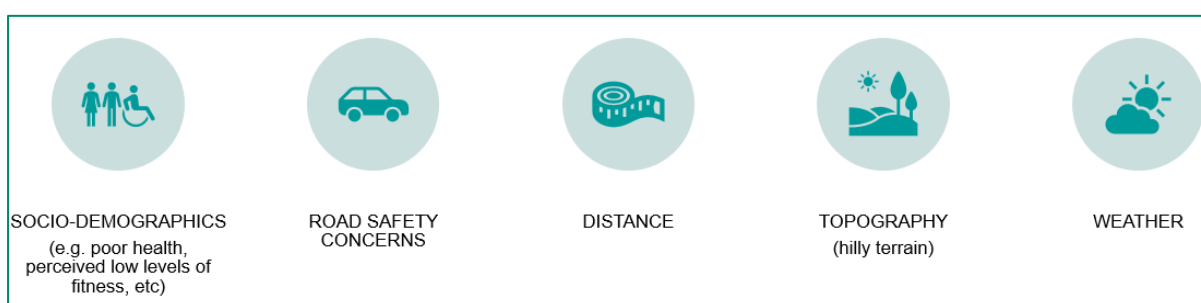 SOCIO-DEMOGRAPHICS
(e.g. poor health,
perceived low levels of
fitness, etc)
ROAD SAFETY
CONCERNS
DISTANCE
TOPOGRAPHY
(hilly terrain)
WEATHER